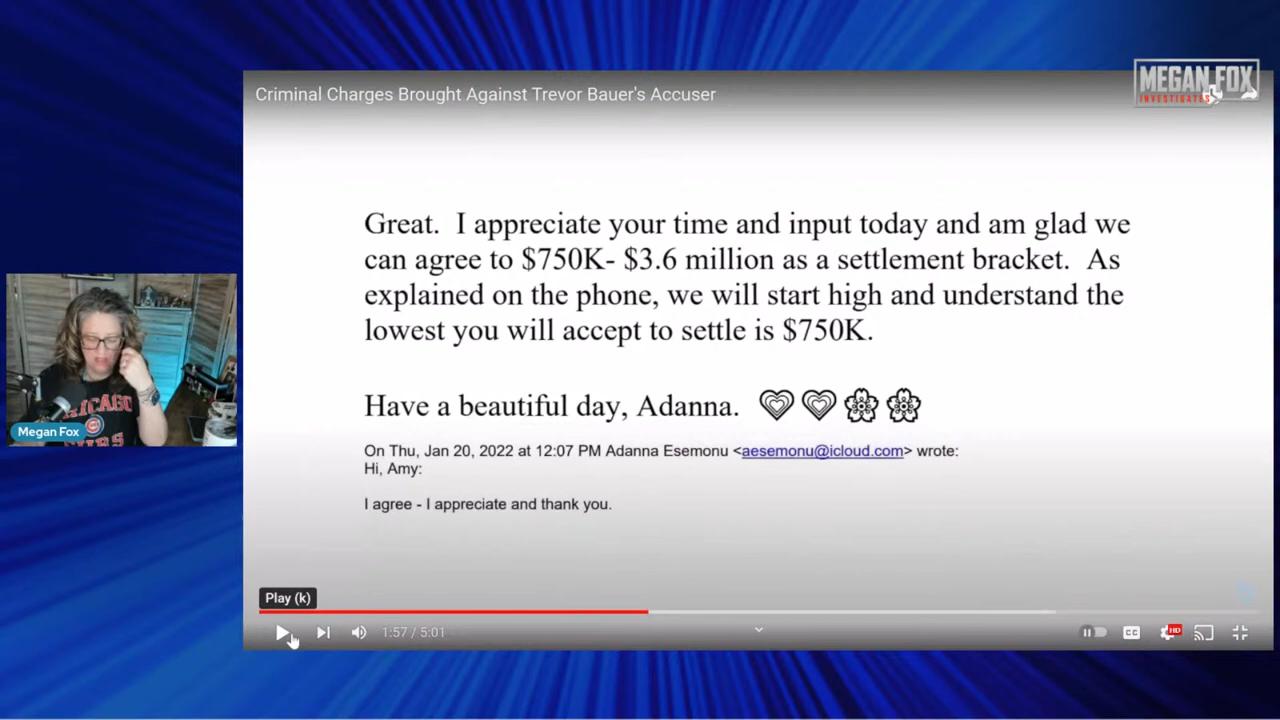 MEGAN FOX
INVESTIGATES
Criminal Charges Brought Against Trevor Bauer's Accuser
Great. I appreciate your time and input today and am glad we
can agree to $750K- $3.6 million as a settlement bracket. As
explained on the phone, we will start high and understand the
lowest you will accept to settle is $750K.
Have a beautiful day, Adanna. 💗💗🌸🌸
On Thu, Jan 20, 2022 at 12:07 PM Adanna Esemonu <aesemonu@icloud.com> wrote:
Hi, Amy:
I agree - I appreciate and thank you.
CHICAGO
CUBS
Megan Fox
Play (k)
1:57 / 5:01
CC
HD